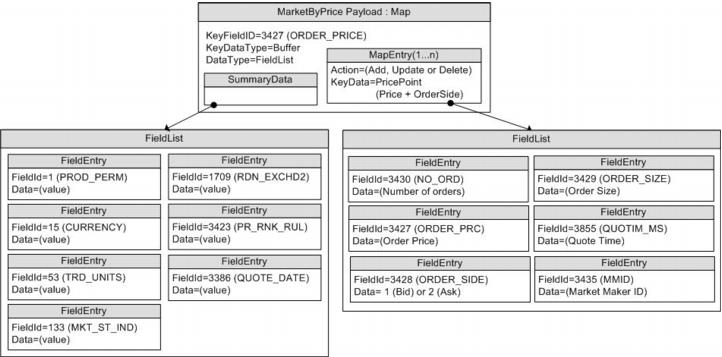 MarketByPrice Payload : Map
KeyFieldID=3427 (ORDER_PRICE)
KeyDataType=Buffer
DataType=FieldList
SummaryData
MapEntry(1...n)
Action=(Add, Update or Delete)
KeyData=PricePoint
(Price + OrderSide)
FieldList
FieldEntry
FieldId=1 (PROD_PERM)
Data=(value)
FieldEntry
FieldId=1709 (RDN_EXCHD2)
Data=(value)
FieldEntry
FieldId=15 (CURRENCY)
Data=(value)
FieldEntry
FieldId=3423 (PR_RNK_RUL)
Data=(value)
FieldEntry
FieldId=53 (TRD_UNITS)
Data=(value)
FieldEntry
FieldId=3386 (QUOTE_DATE)
Data=(value)
FieldEntry
FieldId=133 (MKT_ST_IND)
Data=(value)
FieldList
FieldEntry
FieldId=3430 (NO_ORD)
Data=(Number of orders)
FieldEntry
FieldId=3429 (ORDER_SIZE)
Data=(Order Size)
FieldEntry
FieldId=3427 (ORDER_PRC)
Data=(Order Price)
FieldEntry
FieldId=3855 (QUOTIM_MS)
Data=(Quote Time)
FieldEntry
FieldId=3428 (ORDER_SIDE)
Data= 1 (Bid) or 2 (Ask)
FieldEntry
FieldId=3435 (MMID)
Data=(Market Maker ID)